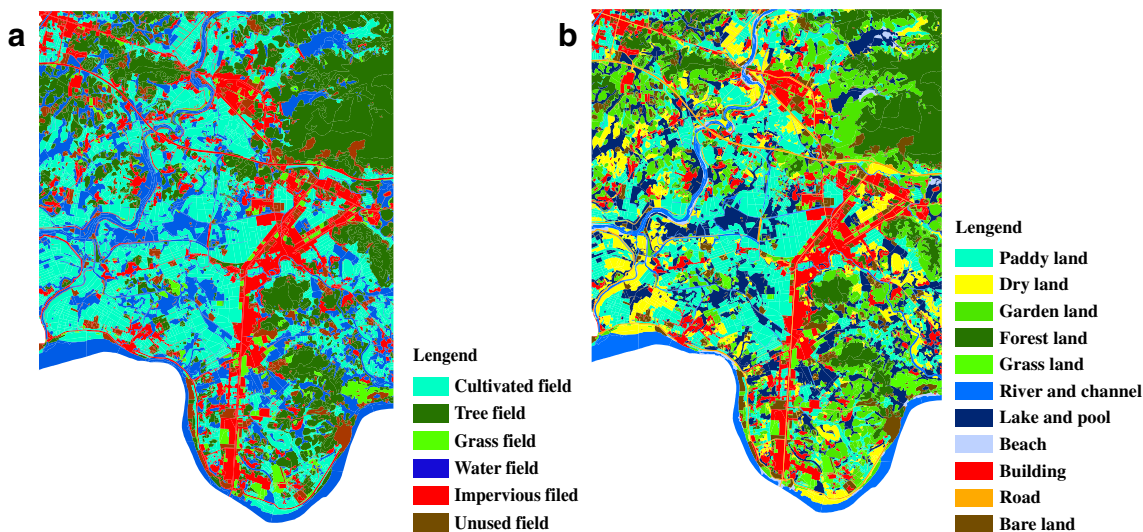 a
Lengend
Cultivated field
Tree field
Grass field
Water field
Impervious filed
Unused field
b
Lengend
Paddy land
Dry land
Garden land
Forest land
Grass land
River and channel
Lake and pool
Beach
Building
Road
Bare land